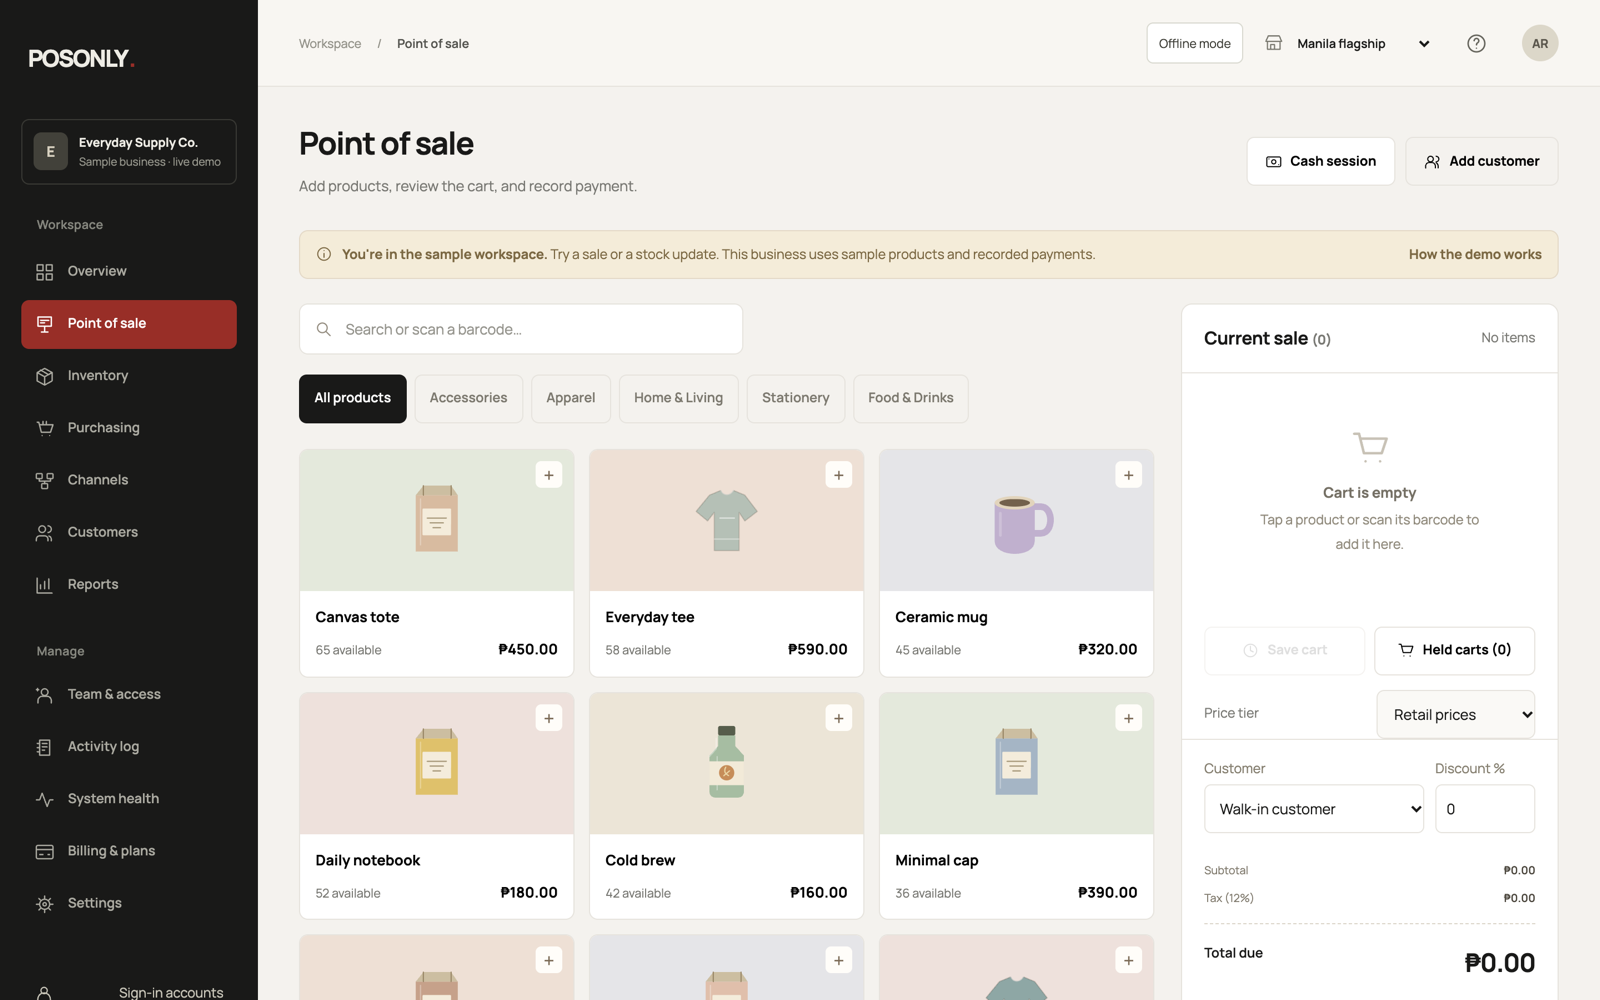 POSONLY.
E
Everyday Supply Co.
Sample business · live demo
Workspace
Overview
Point of sale
Inventory
Purchasing
Channels
Customers
Reports
Manage
Team & access
Activity log
System health
Billing & plans
Settings
Sign-in accounts
Workspace / Point of sale
Offline mode
Manila flagship
AR
Point of sale
Add products, review the cart, and record payment.
Cash session
Add customer
You're in the sample workspace. Try a sale or a stock update. This business uses sample products and recorded payments.
How the demo works
Search or scan a barcode...
All products
Accessories
Apparel
Home & Living
Stationery
Food & Drinks
Canvas tote
65 available
₱450.00
Everyday tee
58 available
₱590.00
Ceramic mug
45 available
₱320.00
Daily notebook
52 available
₱180.00
Cold brew
42 available
₱160.00
Minimal cap
36 available
₱390.00
Current sale (0)
No items
Cart is empty
Tap a product or scan its barcode to
add it here.
Save cart
Held carts (0)
Price tier
Retail prices
Customer
Discount %
Walk-in customer
0
Subtotal
₱0.00
Tax (12%)
₱0.00
Total due
₱0.00